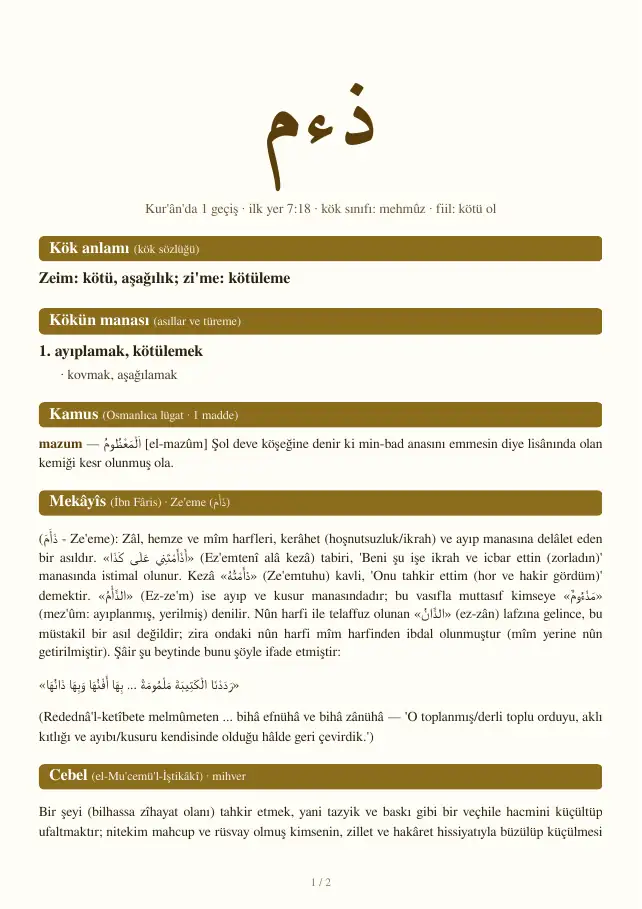 ذءم
Kur'ân'da 1 geçiş · ilk yer 7:18 · kök sınıfı: mehmûz · fiil: kötü ol
Kök anlamı (kök sözlüğü)
Zeim: kötü, aşağılık; zi'me: kötüleme
Kökün manası (asıllar ve türeme)
1. ayıplamak, kötülemek
· kovmak, aşağılamak
Kamus (Osmanlıca lügat · 1 madde)
mazum — اَلْمَعْظُومُ [el-mazûm] Şol deve köşeğine denir ki min-bad anasını emmesin diye lisânında olan
kemiği kesr olunmuş ola.
Mekâyîs (İbn Fâris) · Ze'eme (ذَأَمَ)
(ذَأَمَ - Ze'eme): Zâl, hemze ve mîm harfleri, kerâhet (hoşnutsuzluk/ikrah) ve ayıp manasına delâlet eden
bir asıldır. «أَذْأَمْتَنِي عَلَى كَذَا» (Ez'emtenî alâ kezâ) tabiri, 'Beni şu işe ikrah ve icbar ettin (zorladın)'
manasında istimal olunur. Kezâ «ذَأَمْتُهُ» (Ze'emtuhu) kavli, 'Onu tahkir ettim (hor ve hakir gördüm)'
demektir. «الذَّأْمُ» (Ez-ze'm) ise ayıp ve kusur manasındadır; bu vasıfla muttasıf kimseye «مَذْءُومٌ»
(mez'ûm: ayıplanmış, yerilmiş) denilir. Nûn harfi ile telaffuz olunan «الذَّانُ» (ez-zân) lafzına gelince, bu
müstakil bir asıl değildir; zira ondaki nûn harfi mîm harfinden ibdal olunmuştur (mîm yerine nûn
getirilmiştir). Şâir şu beytinde bunu şöyle ifade etmiştir:
«رَدَدْنَا الْكَتِيبَةَ مَلْمُومَةً ... بِهَا أَفْنُهَا وَبِهَا ذَانُهَا»
(Redednâ'l-ketîbete melmûmeten ... bihâ efnühâ ve bihâ zânühâ — 'O toplanmış/derli toplu orduyu, aklı
kıtlığı ve ayıbı/kusuru kendisinde olduğu hâlde geri çevirdik.')
Cebel (el-Mu'cemü'l-İştikâkî) · mihver
Bir şeyi (bilhassa zîhayat olanı) tahkir etmek, yani tazyik ve baskı gibi bir veçhile hacmini küçültüp
ufaltmaktır; nitekim mahcup ve rüsvay olmuş kimsenin, zillet ve hakâret hissiyatıyla büzülüp küçülmesi
1 / 2